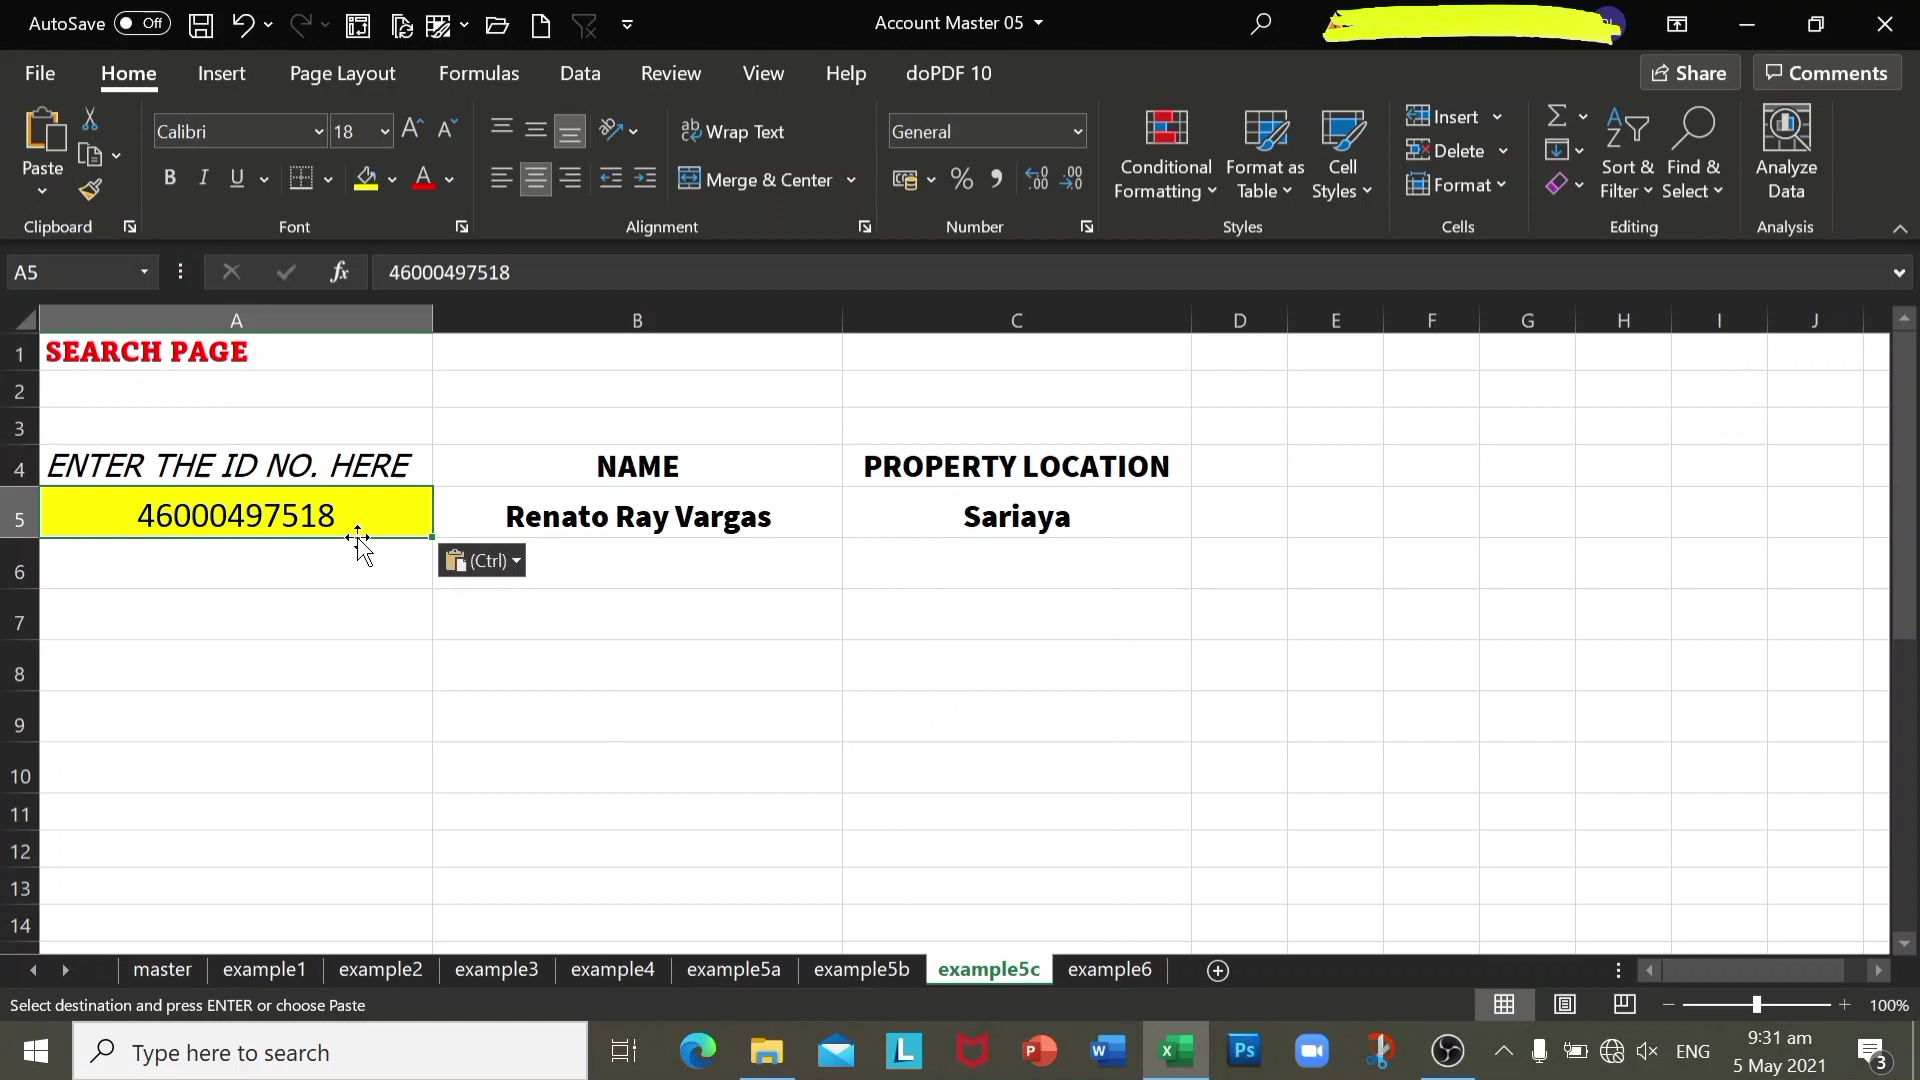 AutoSave Off Account Master 05
File Home Insert Page Layout Formulas Data Review View Help doPDF 10 Share Comments
Paste
Calibri 18
Wrap Text
General
Conditional Formatting
Format as Table
Cell Styles
Insert
Delete
Format
Sort & Filter
Find & Select
Analyze Data
B I U
Merge & Center
Clipboard Font Alignment Number Styles Cells Editing Analysis
A5 fx 46000497518
A B C D E F G H I J
1 SEARCH PAGE
2
3
4 ENTER THE ID NO. HERE NAME PROPERTY LOCATION
5 46000497518 Renato Ray Vargas Sariaya
(Ctrl)
6
7
8
9
10
11
12
13
14
master example1 example2 example3 example4 example5a example5b example5c example6
Select destination and press ENTER or choose Paste 100%
Type here to search
ENG
9:31 am
5 May 2021
3